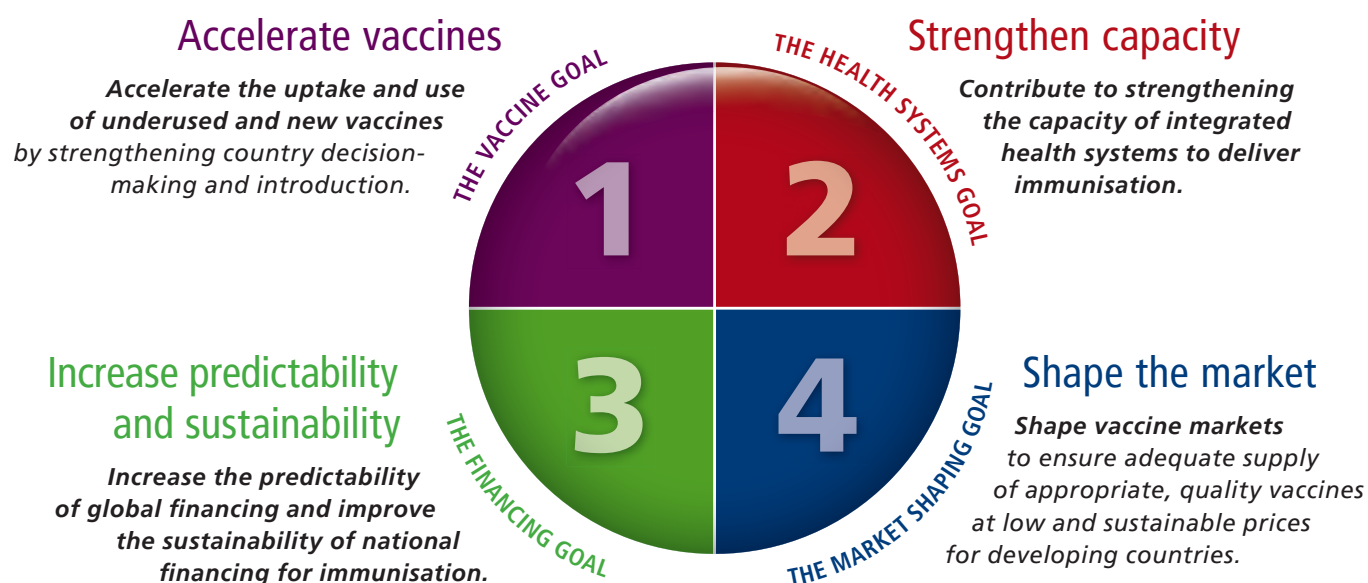 Accelerate vaccines
Accelerate the uptake and use
of underused and new vaccines
by strengthening country decision-
making and introduction.
THE VACCINE GOAL
1
THE HEALTH SYSTEMS GOAL
2
Strengthen capacity
Contribute to strengthening
the capacity of integrated
health systems to deliver
immunisation.
Increase predictability
and sustainability
Increase the predictability
of global financing and improve
the sustainability of national
financing for immunisation.
THE FINANCING GOAL
3
THE MARKET SHAPING GOAL
4
Shape the market
Shape vaccine markets
to ensure adequate supply
of appropriate, quality vaccines
at low and sustainable prices
for developing countries.